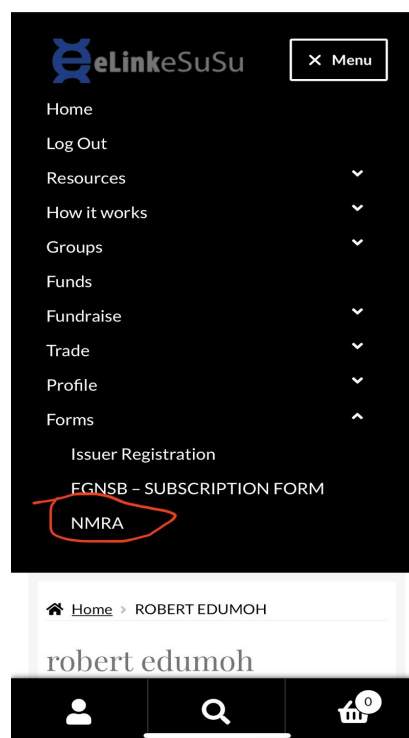 eLinkeSuSu
× Menu
Home
Log Out
Resources
How it works
Groups
Funds
Fundraise
Trade
Profile
Forms
Issuer Registration
FGNSB – SUBSCRIPTION FORM
NMRA
Home > ROBERT EDUMOH
robert edumoh
0